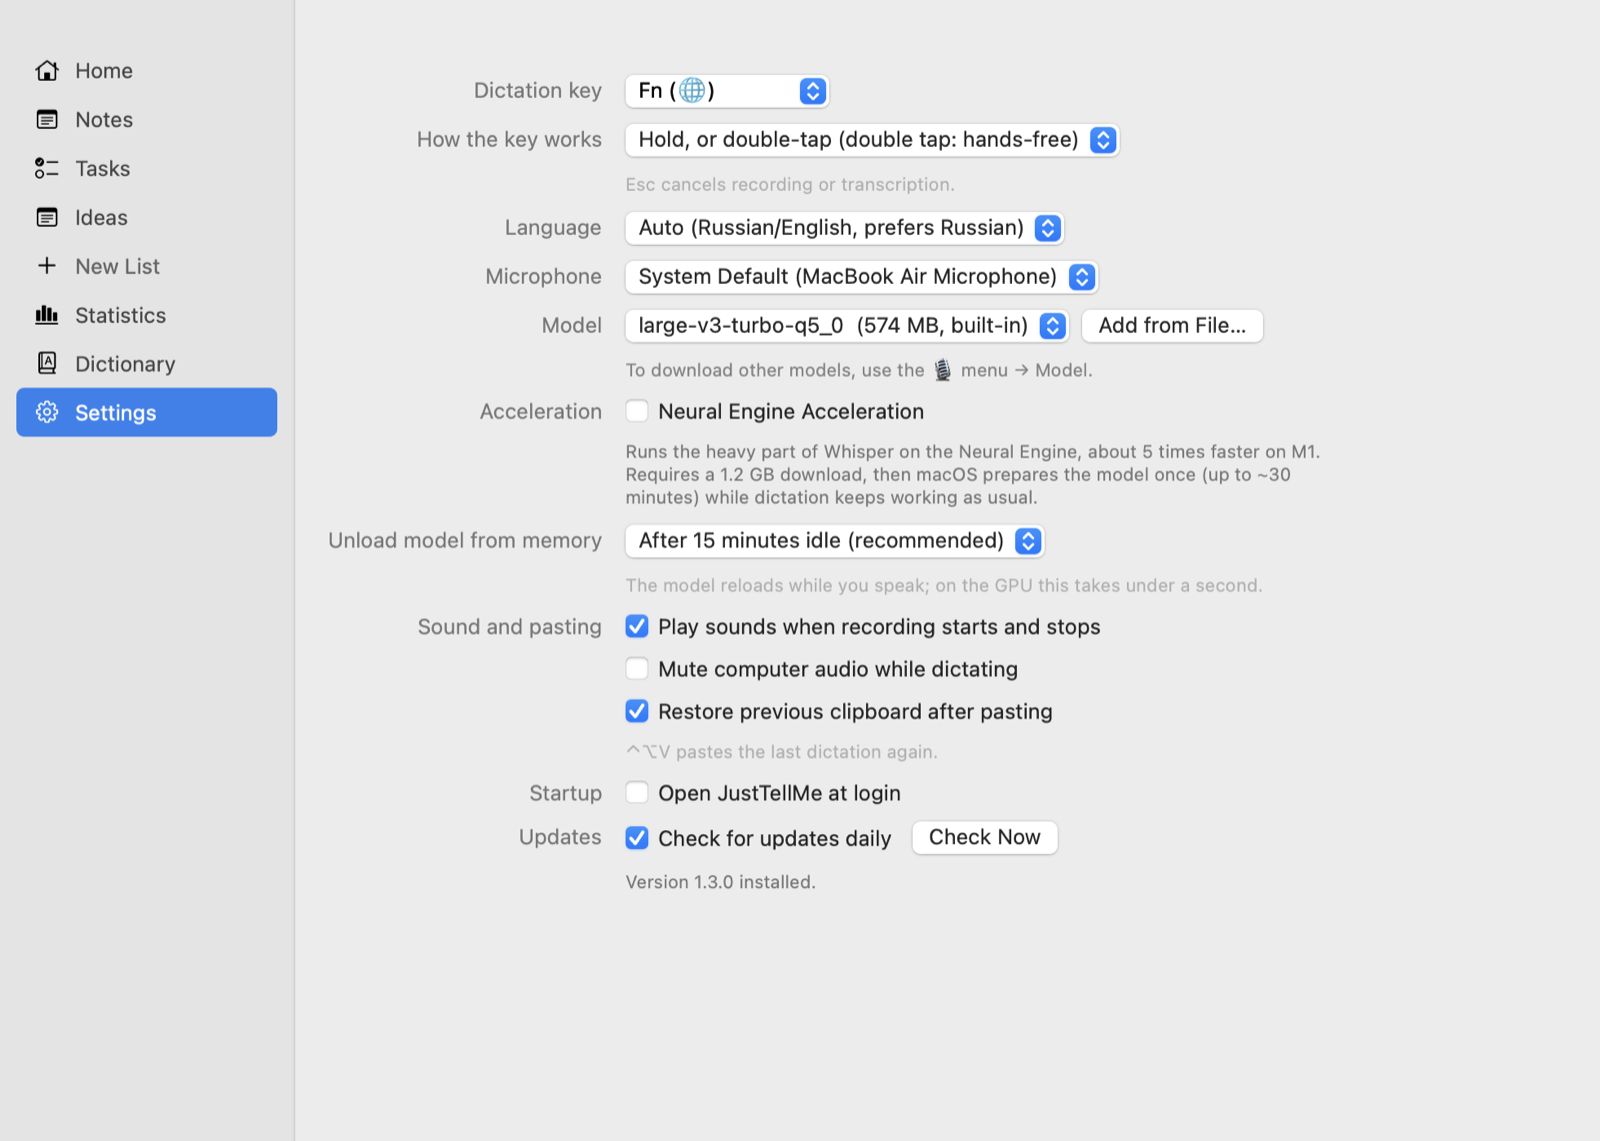 Home
Notes
Tasks
Ideas
New List
Statistics
Dictionary
Settings
Dictation key Fn (🌐)
How the key works Hold, or double-tap (double tap: hands-free)
Esc cancels recording or transcription.
Language Auto (Russian/English, prefers Russian)
Microphone System Default (MacBook Air Microphone)
Model large-v3-turbo-q5_0 (574 MB, built-in) Add from File...
To download other models, use the 🎙 menu → Model.
Acceleration Neural Engine Acceleration
Runs the heavy part of Whisper on the Neural Engine, about 5 times faster on M1.
Requires a 1.2 GB download, then macOS prepares the model once (up to ~30
minutes) while dictation keeps working as usual.
Unload model from memory After 15 minutes idle (recommended)
The model reloads while you speak; on the GPU this takes under a second.
Sound and pasting Play sounds when recording starts and stops
Mute computer audio while dictating
Restore previous clipboard after pasting
^⌥V pastes the last dictation again.
Startup Open JustTellMe at login
Updates Check for updates daily Check Now
Version 1.3.0 installed.